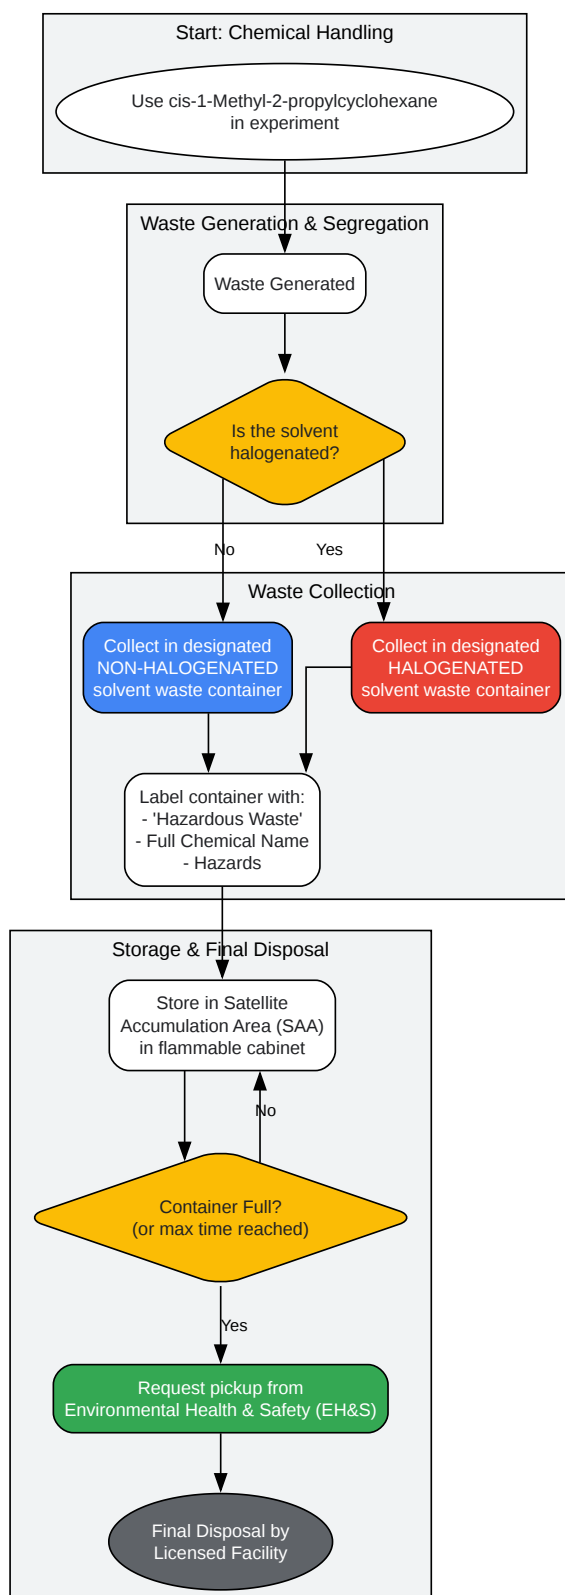 Start: Chemical Handling
Use cis-1-Methyl-2-propylcyclohexane
in experiment
Waste Generation & Segregation
Waste Generated
Is the solvent
halogenated?
No
Yes
Waste Collection
Collect in designated
NON-HALOGENATED
solvent waste container
Collect in designated
HALOGENATED
solvent waste container
Label container with:
- 'Hazardous Waste'
- Full Chemical Name
- Hazards
Storage & Final Disposal
Store in Satellite
Accumulation Area (SAA)
in flammable cabinet
No
Container Full?
(or max time reached)
Yes
Request pickup from
Environmental Health & Safety (EH&S)
Final Disposal by
Licensed Facility